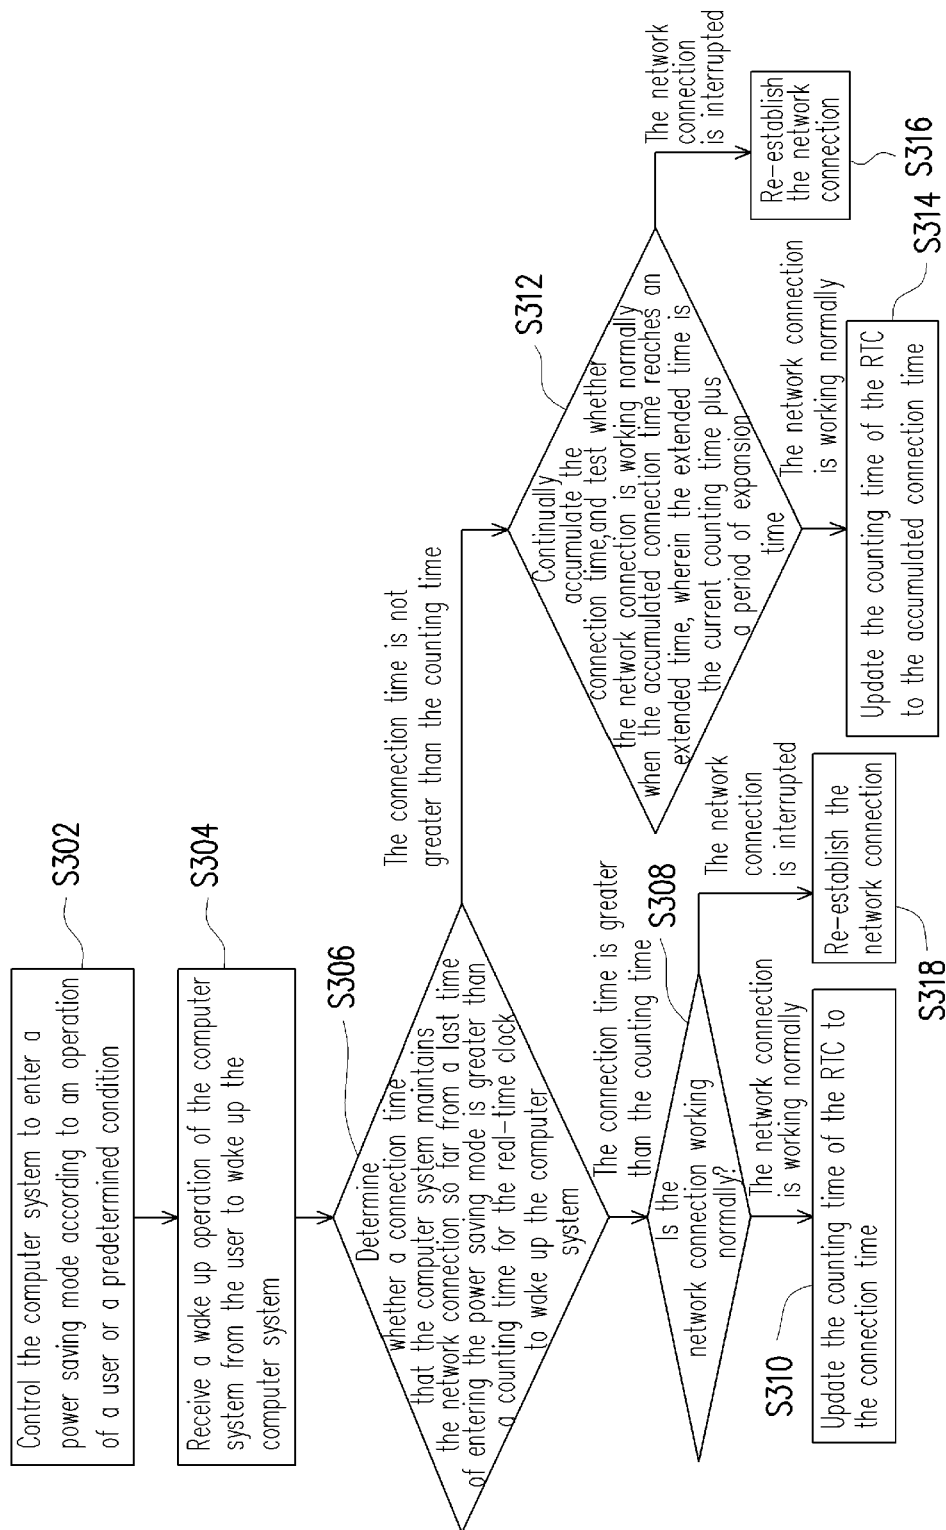 Control the computer system to enter a
power saving mode according to an operation
of a user or a predetermined condition
S302
Receive a wake up operation of the computer
system from the user to wake up the
computer system
S304
Determine
whether a connection time
that the computer system maintains
the network connection so far from a last time
of entering the power saving mode is greater than
a counting time for the real-time clock
to wake up the computer
system
S306
The connection time is not
greater than the counting time
The connection time is greater
than the counting time
Is the
network connection working
normally?
S308
The network connection
is working normally
The network
connection
is interrupted
Update the counting time of the RTC to
the connection time
S310
Re-establish the
network connection
S318
Continually
accumulate the
connection time,and test whether
the network connection is working normally
when the accumulated connection time reaches an
extended time, wherein the extended time is
the current counting time plus
a period of expansion
time
S312
The network connection
is working normally
The network
connection
is interrupted
Update the counting time of the RTC
to the accumulated connection time
S314
Re-establish
the network
connection
S316